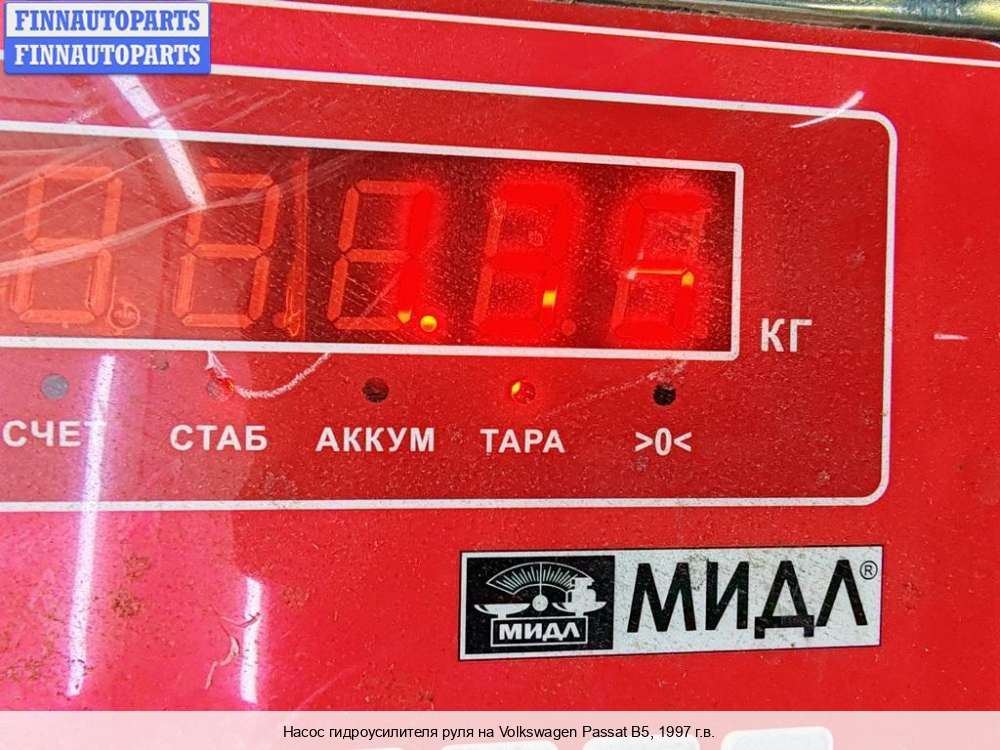 FINNAUTOPARTS
FINNAUTOPARTS
КГ
СЧЕТ СТАБ АККУМ ТАРА >0<
МИДЛ МИДЛ®
Насос гидроусилителя руля на Volkswagen Passat B5, 1997 г.в.